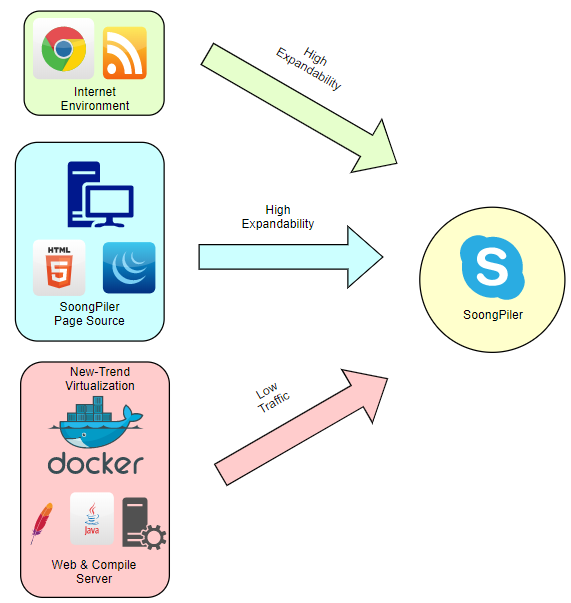 Internet
Environment
High
Expandability
HTML
5
SoongPiler
Page Source
High
Expandability
S
SoongPiler
New-Trend
Virtualization
docker
Java
Web & Compile
Server
Low
Traffic